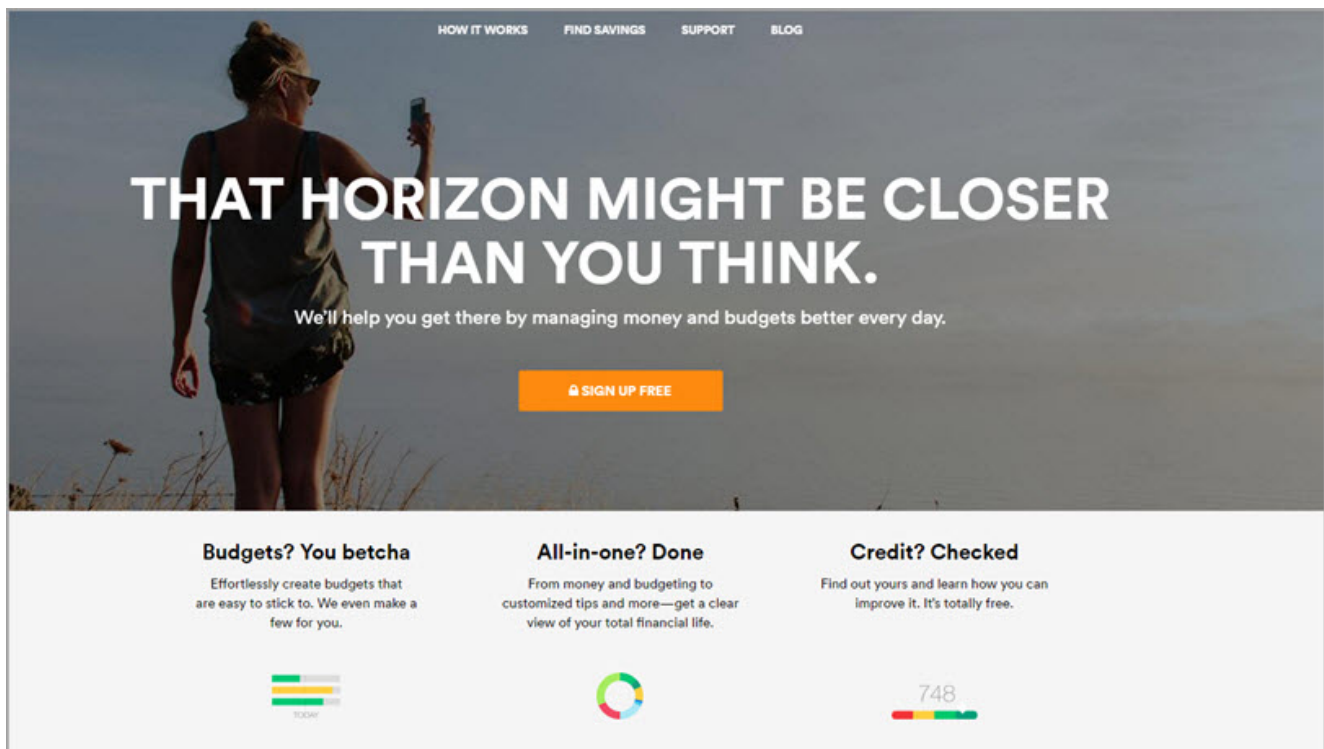 HOW IT WORKS FIND SAVINGS SUPPORT BLOG
THAT HORIZON MIGHT BE CLOSER
THAN YOU THINK.
We'll help you get there by managing money and budgets better every day.
SIGN UP FREE
Budgets? You betcha
Effortlessly create budgets that
are easy to stick to. We even make a
few for you.
TODAY
All-in-one? Done
From money and budgeting to
customized tips and more—get a clear
view of your total financial life.
Credit? Checked
Find out yours and learn how you can
improve it. It's totally free.
748